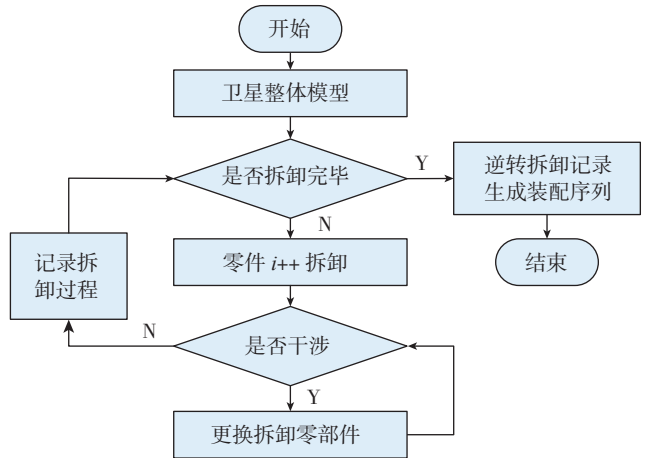 开始
卫星整体模型
是否拆卸完毕
Y
逆转拆卸记录
生成装配序列
N
结束
零件 i++ 拆卸
记录拆
卸过程
N
是否干涉
Y
更换拆卸零部件